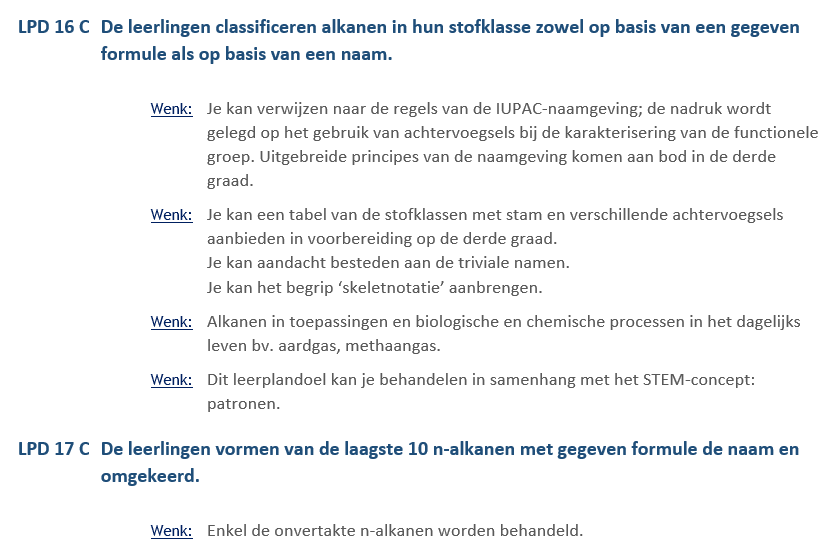 LPD 16 C De leerlingen classificeren alkanen in hun stofklasse zowel op basis van een gegeven
formule als op basis van een naam.
Wenk: Je kan verwijzen naar de regels van de IUPAC-naamgeving; de nadruk wordt
gelegd op het gebruik van achtervoegsels bij de karakterisering van de functionele
groep. Uitgebreide principes van de naamgeving komen aan bod in de derde
graad.
Wenk: Je kan een tabel van de stofklassen met stam en verschillende achtervoegsels
aanbieden in voorbereiding op de derde graad.
Je kan aandacht besteden aan de triviale namen.
Je kan het begrip ‘skeletnotatie’ aanbrengen.
Wenk: Alkanen in toepassingen en biologische en chemische processen in het dagelijks
leven bv. aardgas, methaangas.
Wenk: Dit leerplandoel kan je behandelen in samenhang met het STEM-concept:
patronen.
LPD 17 C De leerlingen vormen van de laagste 10 n-alkanen met gegeven formule de naam en
omgekeerd.
Wenk: Enkel de onvertakte n-alkanen worden behandeld.